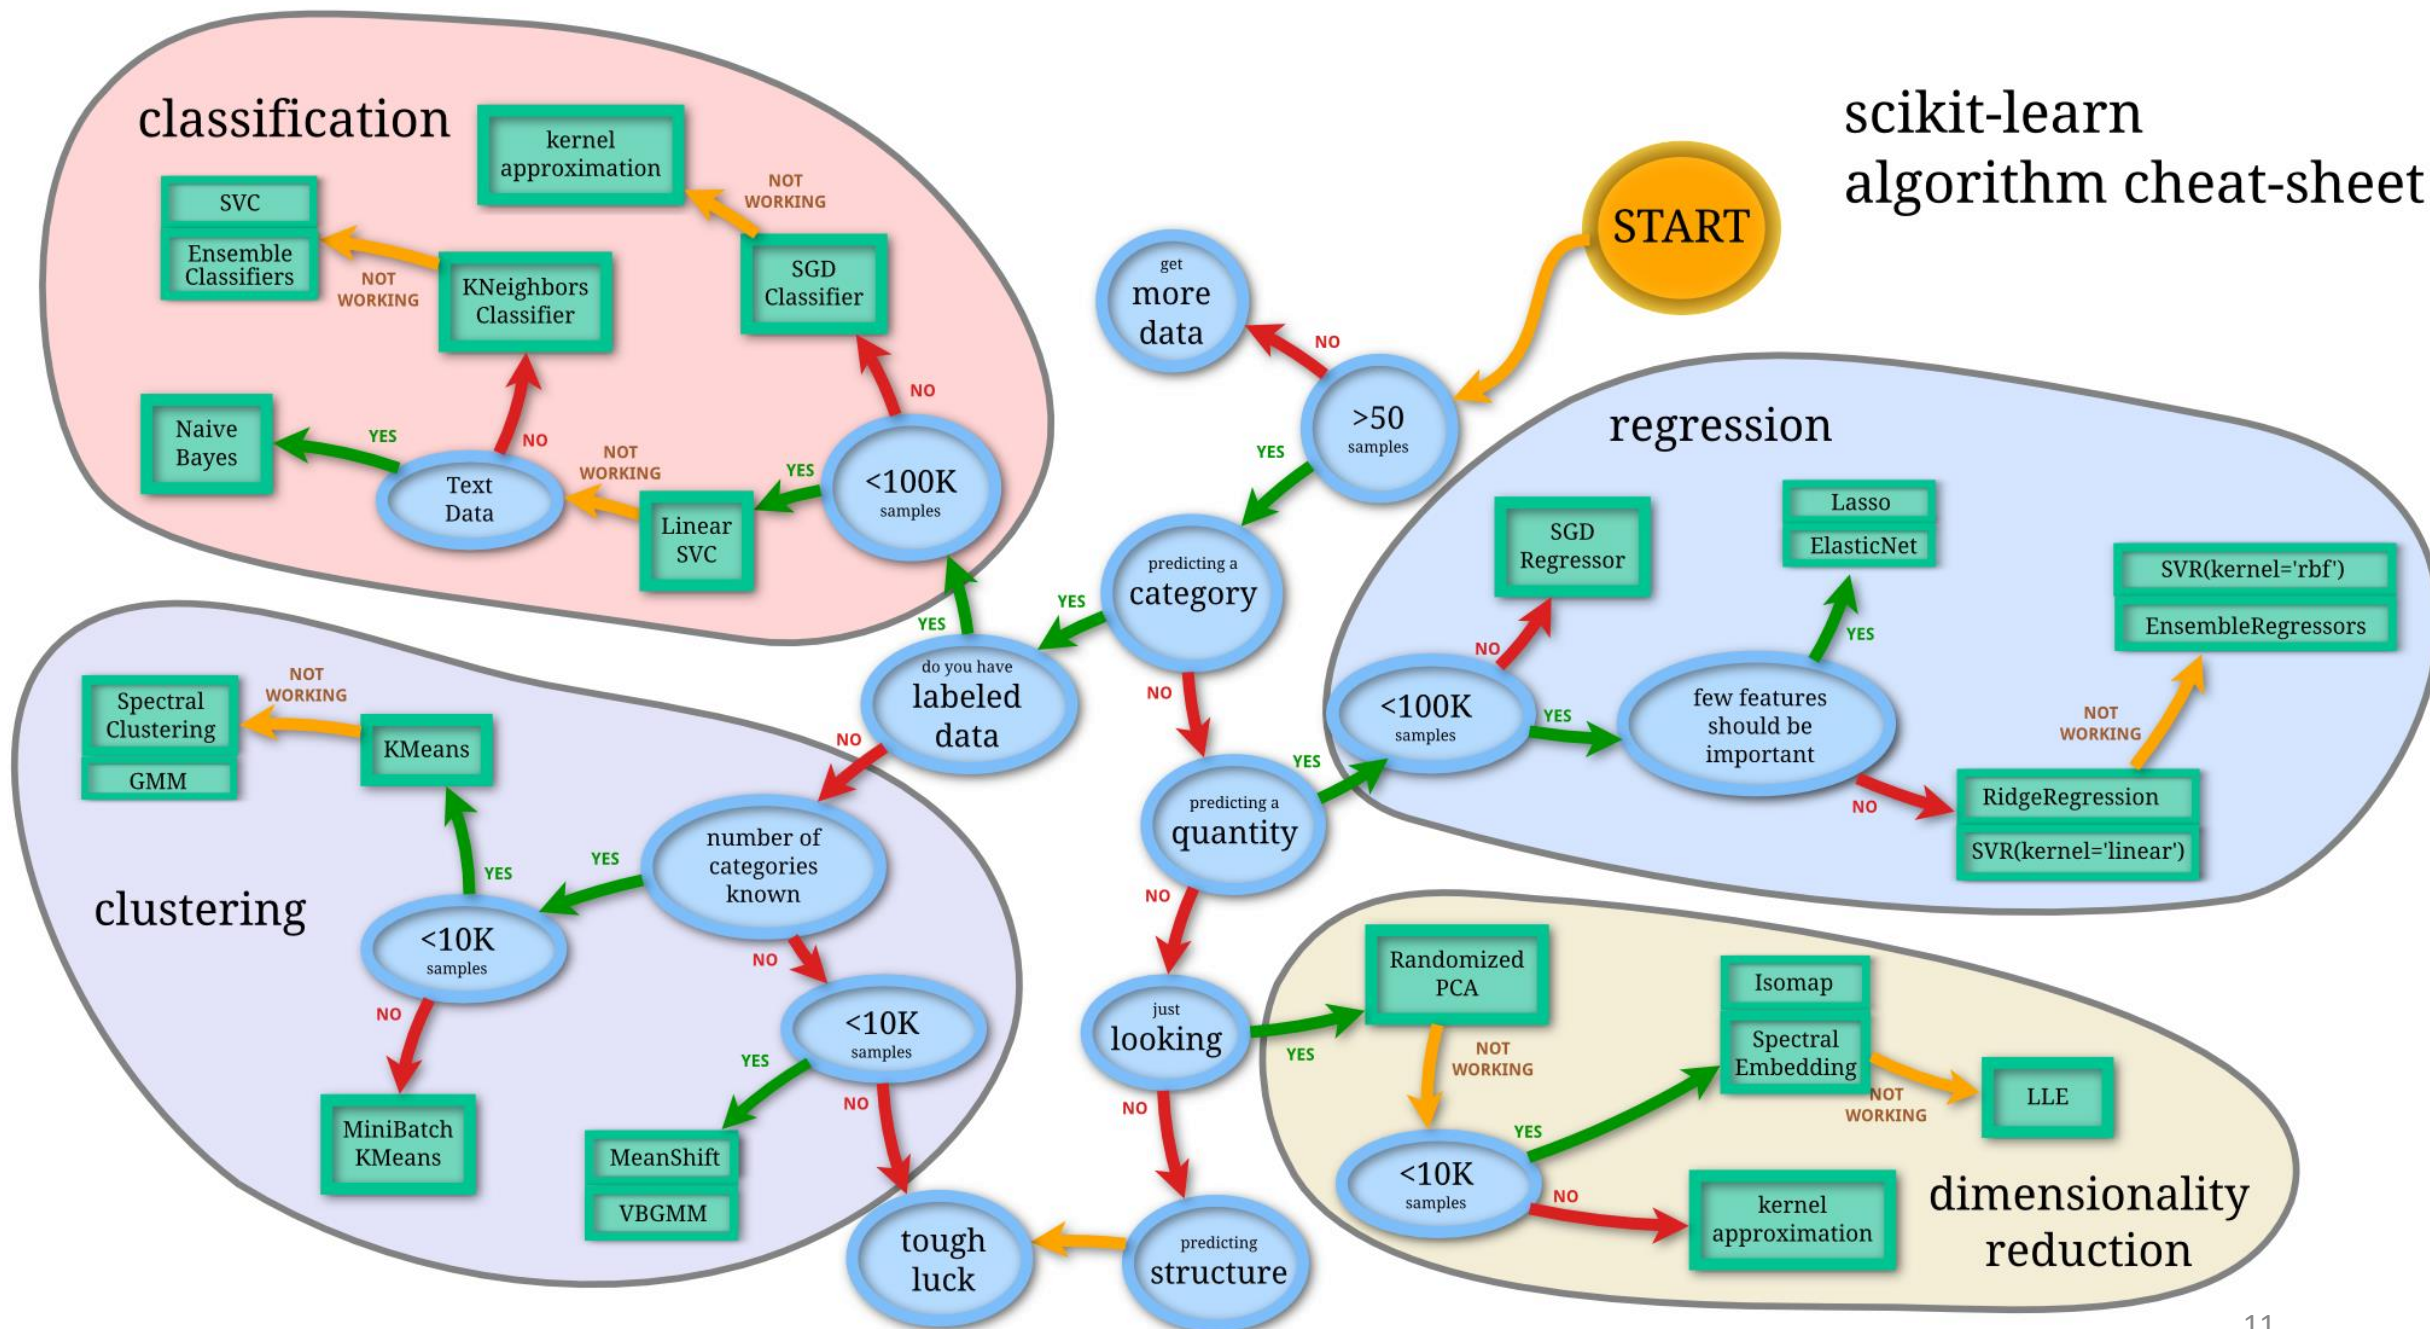 scikit-learn
algorithm cheat-sheet
START
get
more
data
NO
>50
samples
YES
predicting a
category
YES
NO
do you have
labeled
data
YES
NO
predicting a
quantity
YES
NO
just
looking
YES
NO
predicting
structure
tough
luck
classification
kernel
approximation
NOT
WORKING
SVC
Ensemble
Classifiers
NOT
WORKING
KNeighbors
Classifier
SGD
Classifier
NO
Naive
Bayes
YES
NO
Text
Data
NOT
WORKING
Linear
SVC
YES
<100K
samples
regression
SGD
Regressor
Lasso
ElasticNet
SVR(kernel='rbf')
EnsembleRegressors
NO
YES
<100K
samples
YES
few features
should be
important
NOT
WORKING
NO
RidgeRegression
SVR(kernel='linear')
clustering
Spectral
Clustering
GMM
NOT
WORKING
KMeans
YES
number of
categories
known
YES
NO
<10K
samples
NO
MiniBatch
KMeans
<10K
samples
YES
NO
MeanShift
VBGMM
Randomized
PCA
NOT
WORKING
Isomap
Spectral
Embedding
NOT
WORKING
LLE
YES
<10K
samples
NO
kernel
approximation
dimensionality
reduction
11